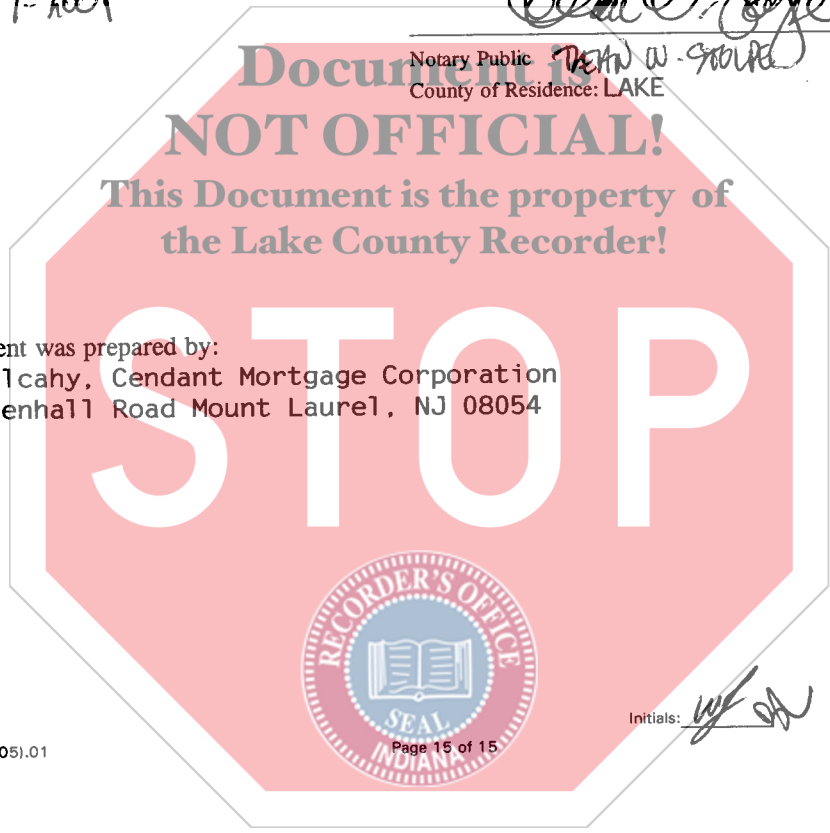 Notary Public DEAN W. STOLPE
County of Residence: LAKE
Document is
NOT OFFICIAL!
This Document is the property of
the Lake County Recorder!
STOP
ent was prepared by:
lcahy, Cendant Mortgage Corporation
enhall Road Mount Laurel, NJ 08054
RECORDER'S OFFICE
SEAL
INDIANA
Initials:
05).01
Page 15 of 15